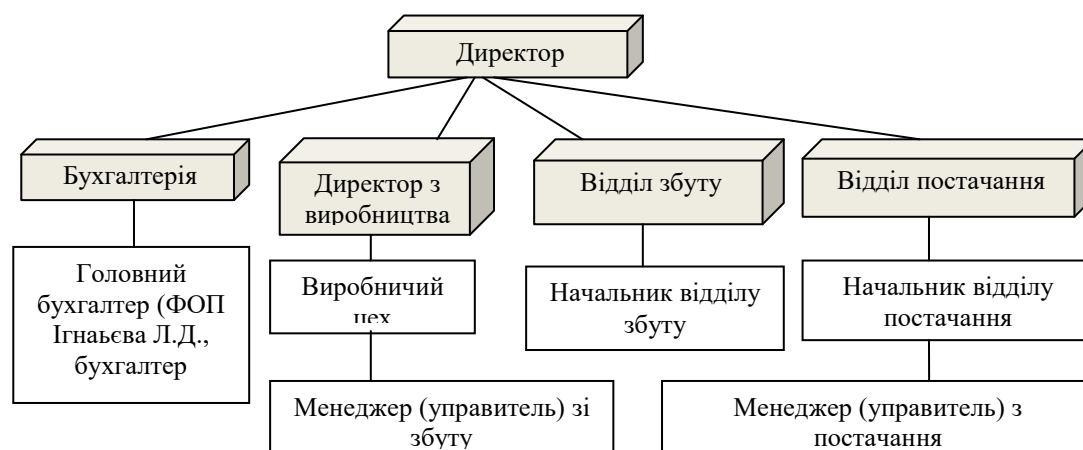 Директор
Бухгалтерія
Директор з
виробництва
Відділ збуту
Відділ постачання
Головний
бухгалтер (ФОП
Ігнаьєва Л.Д.,
бухгалтер
Виробничий
цех
Начальник відділу
збуту
Начальник відділу
постачання
Менеджер (управитель) зі
збуту
Менеджер (управитель) з
постачання